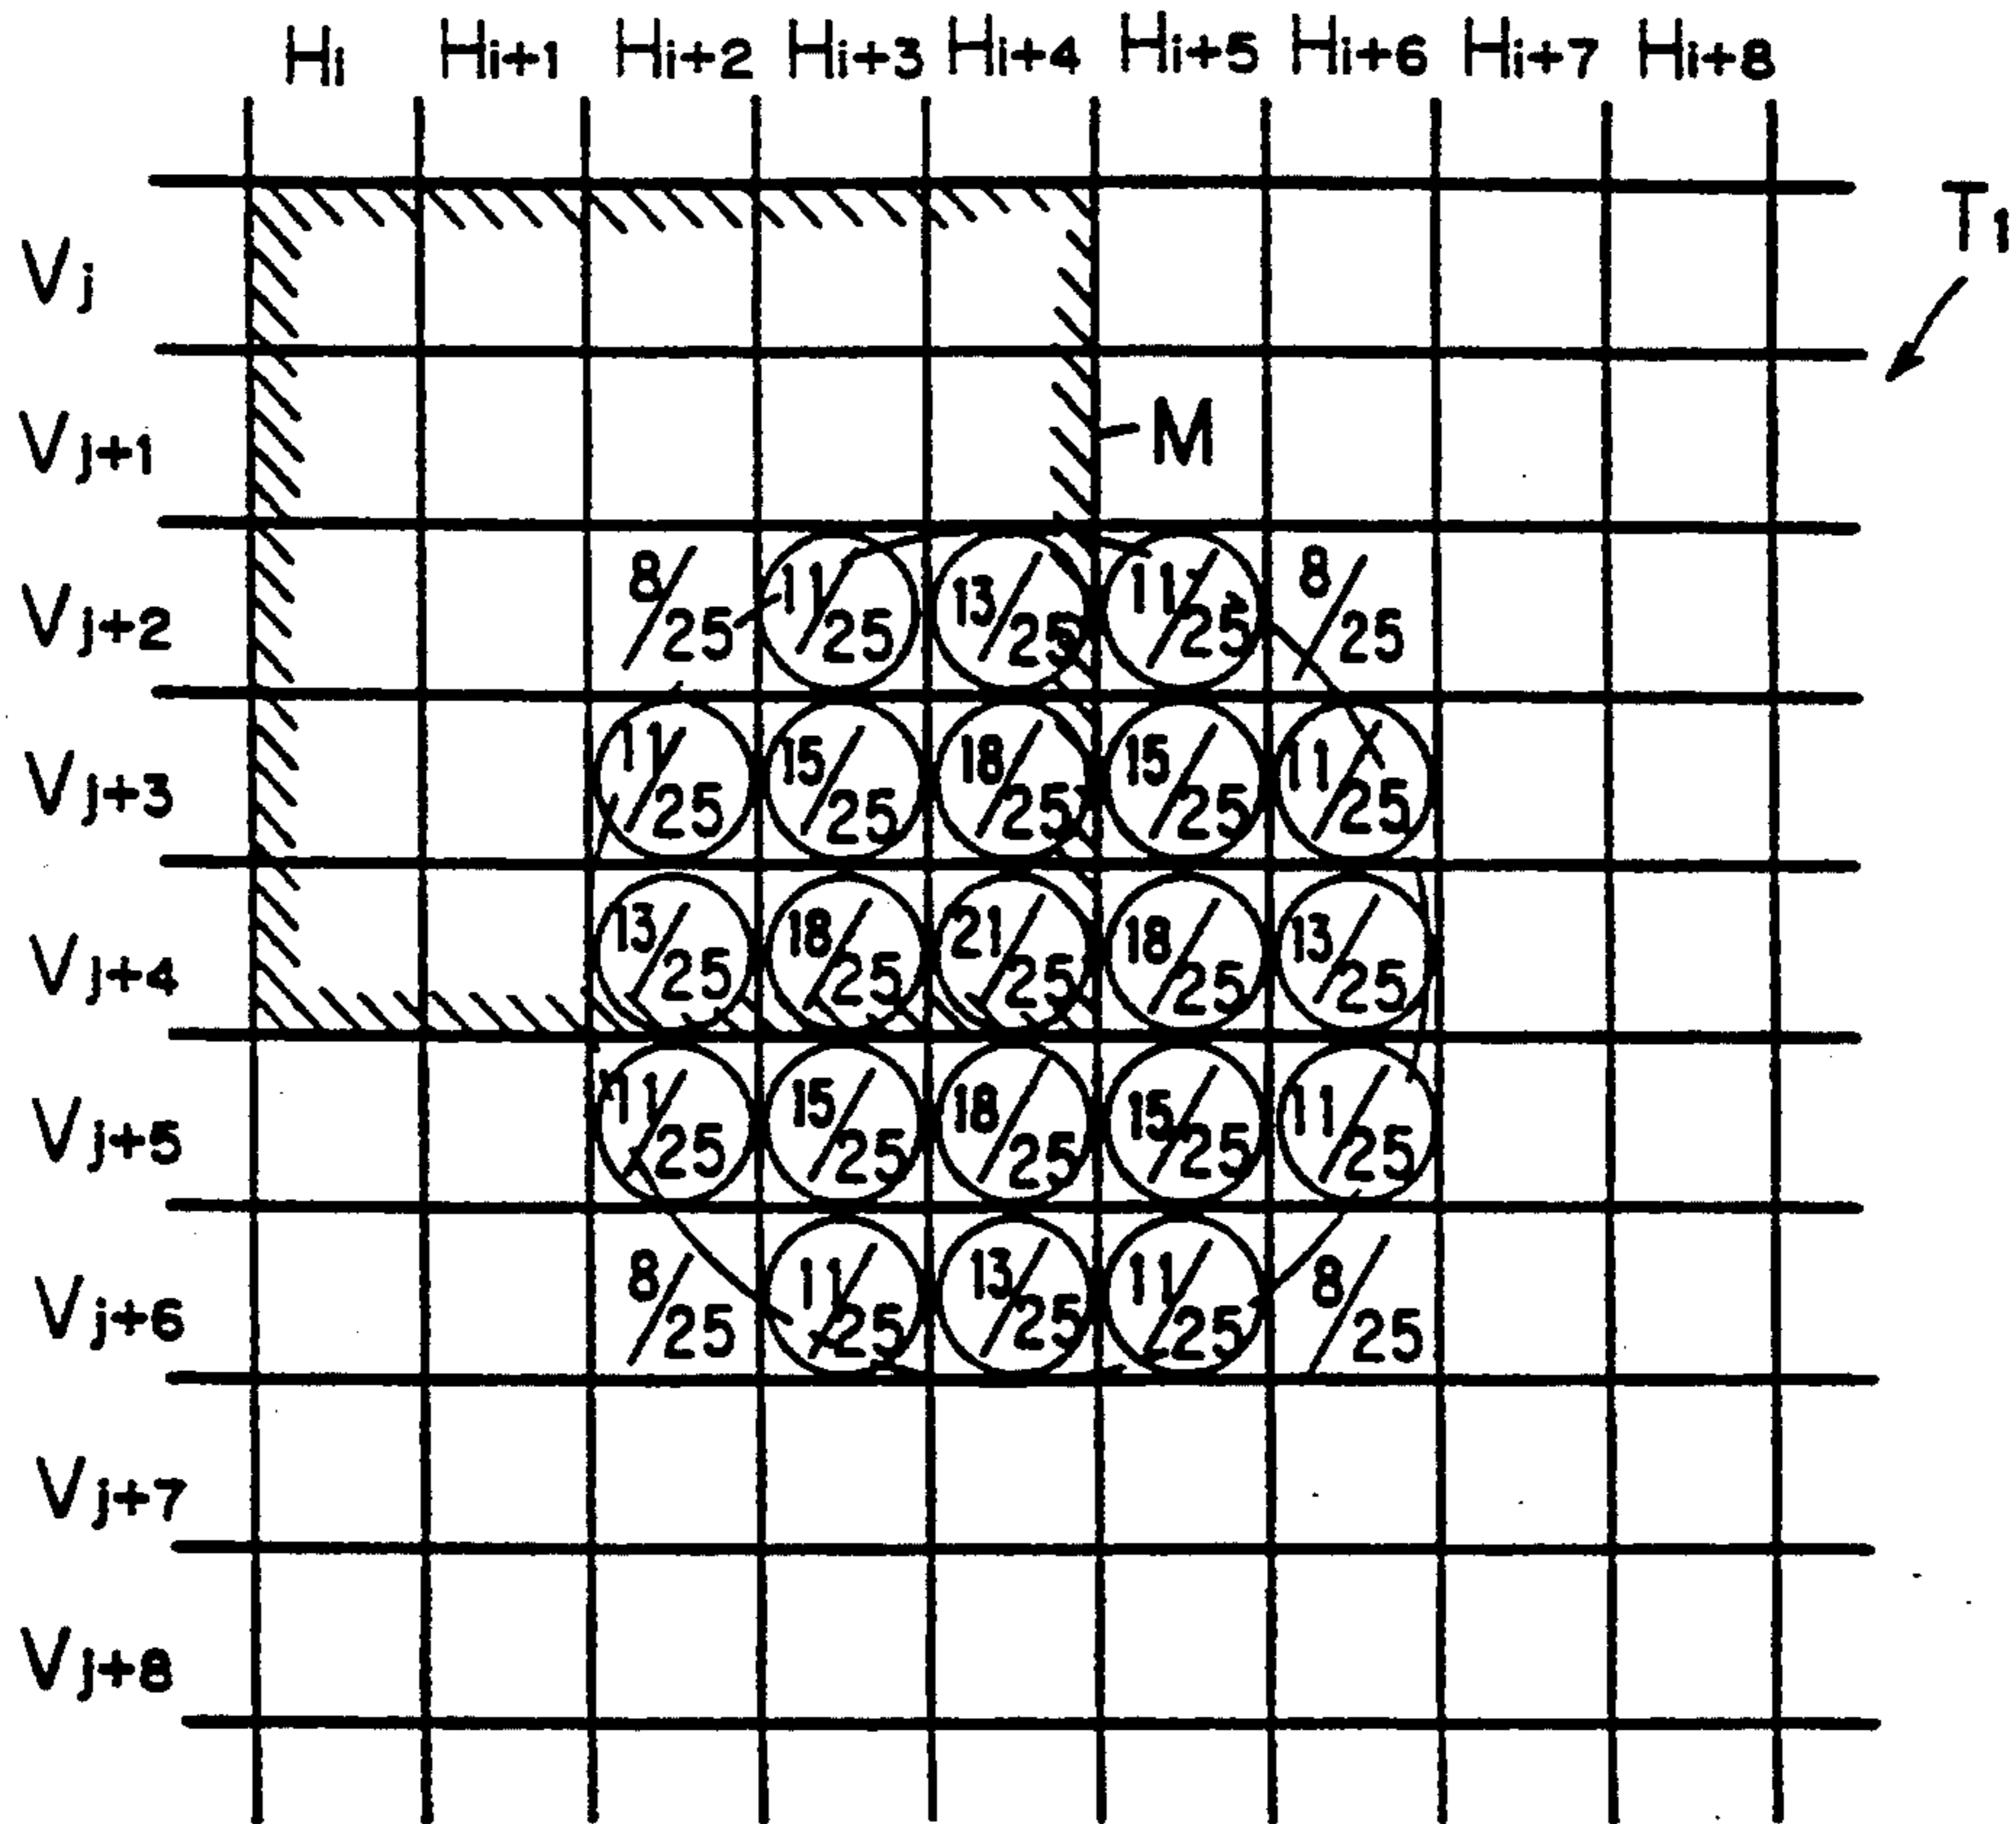 Hi Hi+1 Hi+2 Hi+3 Hi+4 Hi+5 Hi+6 Hi+7 Hi+8
T1
Vj
Vj+1 M
Vj+2 8/25 11/25 13/25 11/25 8/25
Vj+3 11/25 15/25 18/25 15/25 11/25
Vj+4 13/25 18/25 21/25 18/25 13/25
Vj+5 11/25 15/25 18/25 15/25 11/25
Vj+6 8/25 11/25 13/25 11/25 8/25
Vj+7
Vj+8